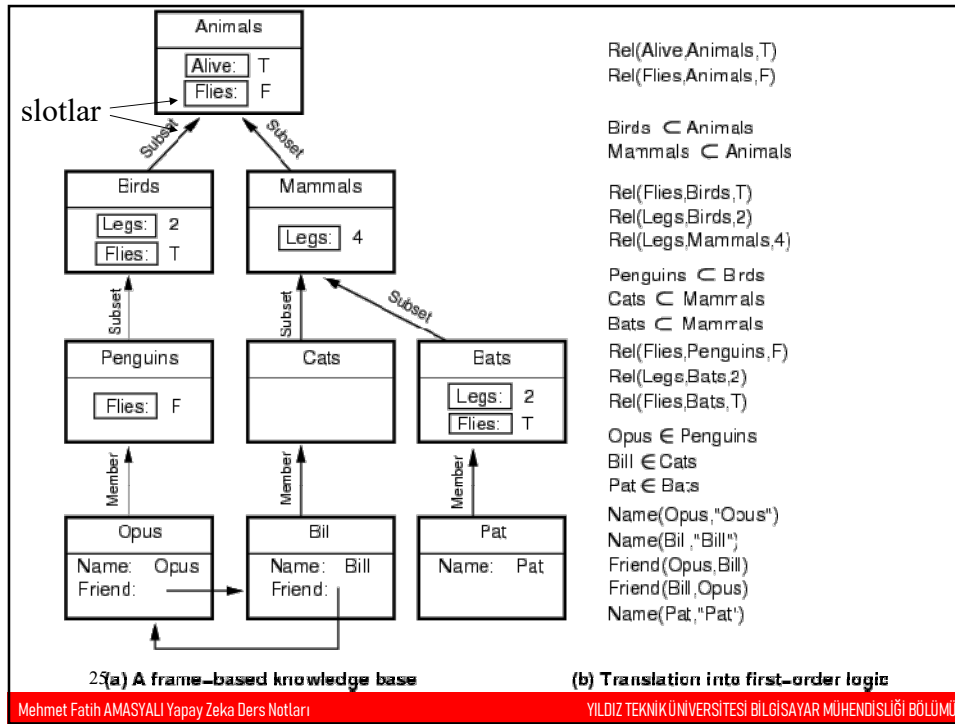 Animals
Alive: T
Flies: F
slotlar
Subset
Subset
Birds
Legs: 2
Flies: T
Mammals
Legs: 4
Subset
Subset
Subset
Penguins
Flies: F
Cats
Bats
Legs: 2
Flies: T
Member
Member
Member
Opus
Name: Opus
Friend:
Bil
Name: Bill
Friend:
Pat
Name: Pat
25
(a) A frame-based knowledge base
Rel(Alive,Animals,T)
Rel(Flies,Animals,F)
Birds ⊂ Animals
Mammals ⊂ Animals
Rel(Flies,Birds,T)
Rel(Legs,Birds,2)
Rel(Legs,Mammals,4)
Penguins ⊂ Birds
Cats ⊂ Mammals
Bats ⊂ Mammals
Rel(Flies,Penguins,F)
Rel(Legs,Bats,2)
Rel(Flies,Bats,T)
Opus ∈ Penguins
Bill ∈ Cats
Pat ∈ Bats
Name(Opus,"Opus")
Name(Bil,"Bill")
Friend(Opus,Bill)
Friend(Bill,Opus)
Name(Pat,"Pat")
(b) Translation into first-order logic
Mehmet Fatih AMASYALI Yapay Zeka Ders Notları
YILDIZ TEKNİK ÜNİVERSİTESİ BİLGİSAYAR MÜHENDİSLİĞİ BÖLÜMÜ